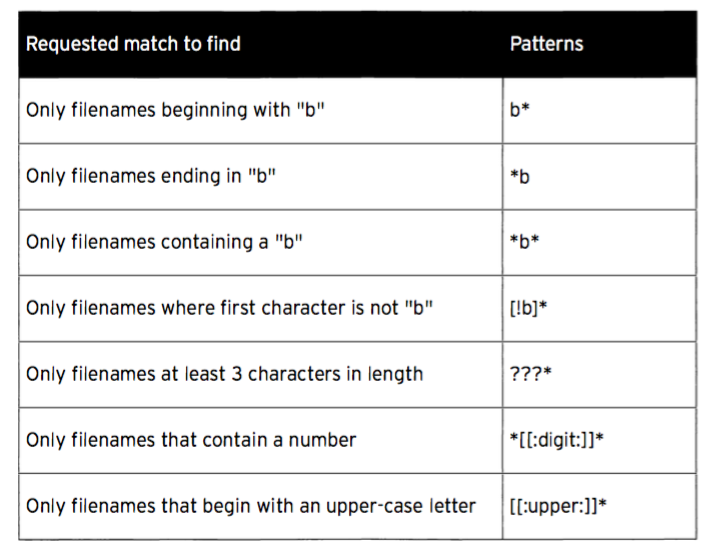 Requested match to find Patterns
Only filenames beginning with "b" b*
Only filenames ending in "b" *b
Only filenames containing a "b" *b*
Only filenames where first character is not "b" [!b]*
Only filenames at least 3 characters in length ???*
Only filenames that contain a number *[[:digit:]]*
Only filenames that begin with an upper-case letter [[:upper:]]*